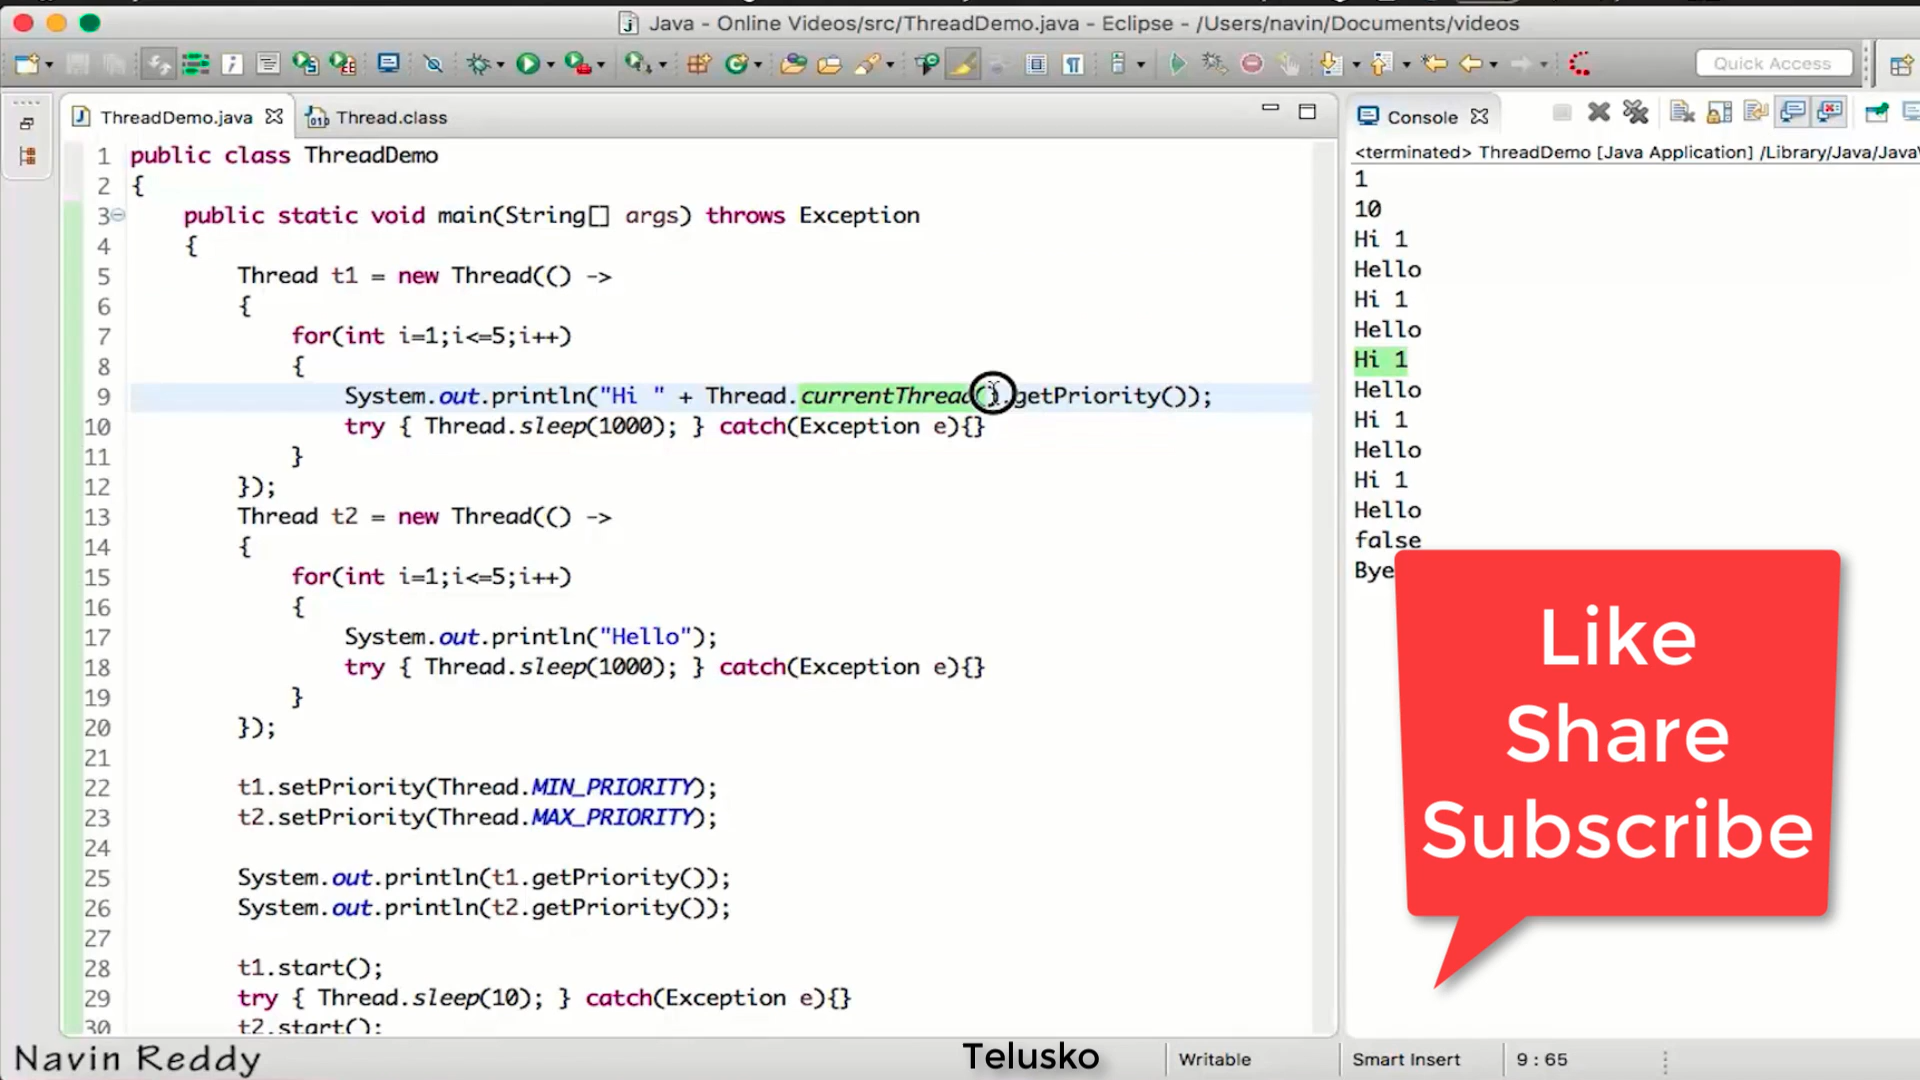 Java - Online Videos/src/ThreadDemo.java - Eclipse - /Users/navin/Documents/videos
Quick Access
ThreadDemo.java
Thread.class
1 public class ThreadDemo
2 {
3 public static void main(String[] args) throws Exception
4 {
5 Thread t1 = new Thread(() ->
6 {
7 for(int i=1;i<=5;i++)
8 {
9 System.out.println("Hi " + Thread.currentThread().getPriority());
10 try { Thread.sleep(1000); } catch(Exception e){}
11 }
12 });
13 Thread t2 = new Thread(() ->
14 {
15 for(int i=1;i<=5;i++)
16 {
17 System.out.println("Hello");
18 try { Thread.sleep(1000); } catch(Exception e){}
19 }
20 });
21
22 t1.setPriority(Thread.MIN_PRIORITY);
23 t2.setPriority(Thread.MAX_PRIORITY);
24
25 System.out.println(t1.getPriority());
26 System.out.println(t2.getPriority());
27
28 t1.start();
29 try { Thread.sleep(10); } catch(Exception e){}
30 t2.start();
Console
<terminated> ThreadDemo [Java Application] /Library/Java/Java
1
10
Hi 1
Hello
Hi 1
Hello
Hi 1
Hello
Hi 1
Hello
Hi 1
Hello
false
Bye
Like
Share
Subscribe
Navin Reddy
Telusko
Writable
Smart Insert
9 : 65